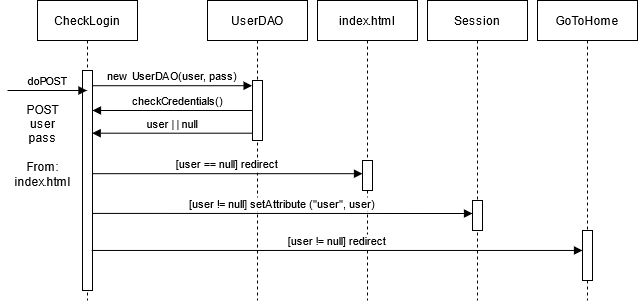 CheckLogin
UserDAO
index.html
Session
GoToHome
doPOST
new UserDAO(user, pass)
checkCredentials()
POST
user
pass
user || null
From:
index.html
[user == null] redirect
[user != null] setAttribute ("user", user)
[user != null] redirect